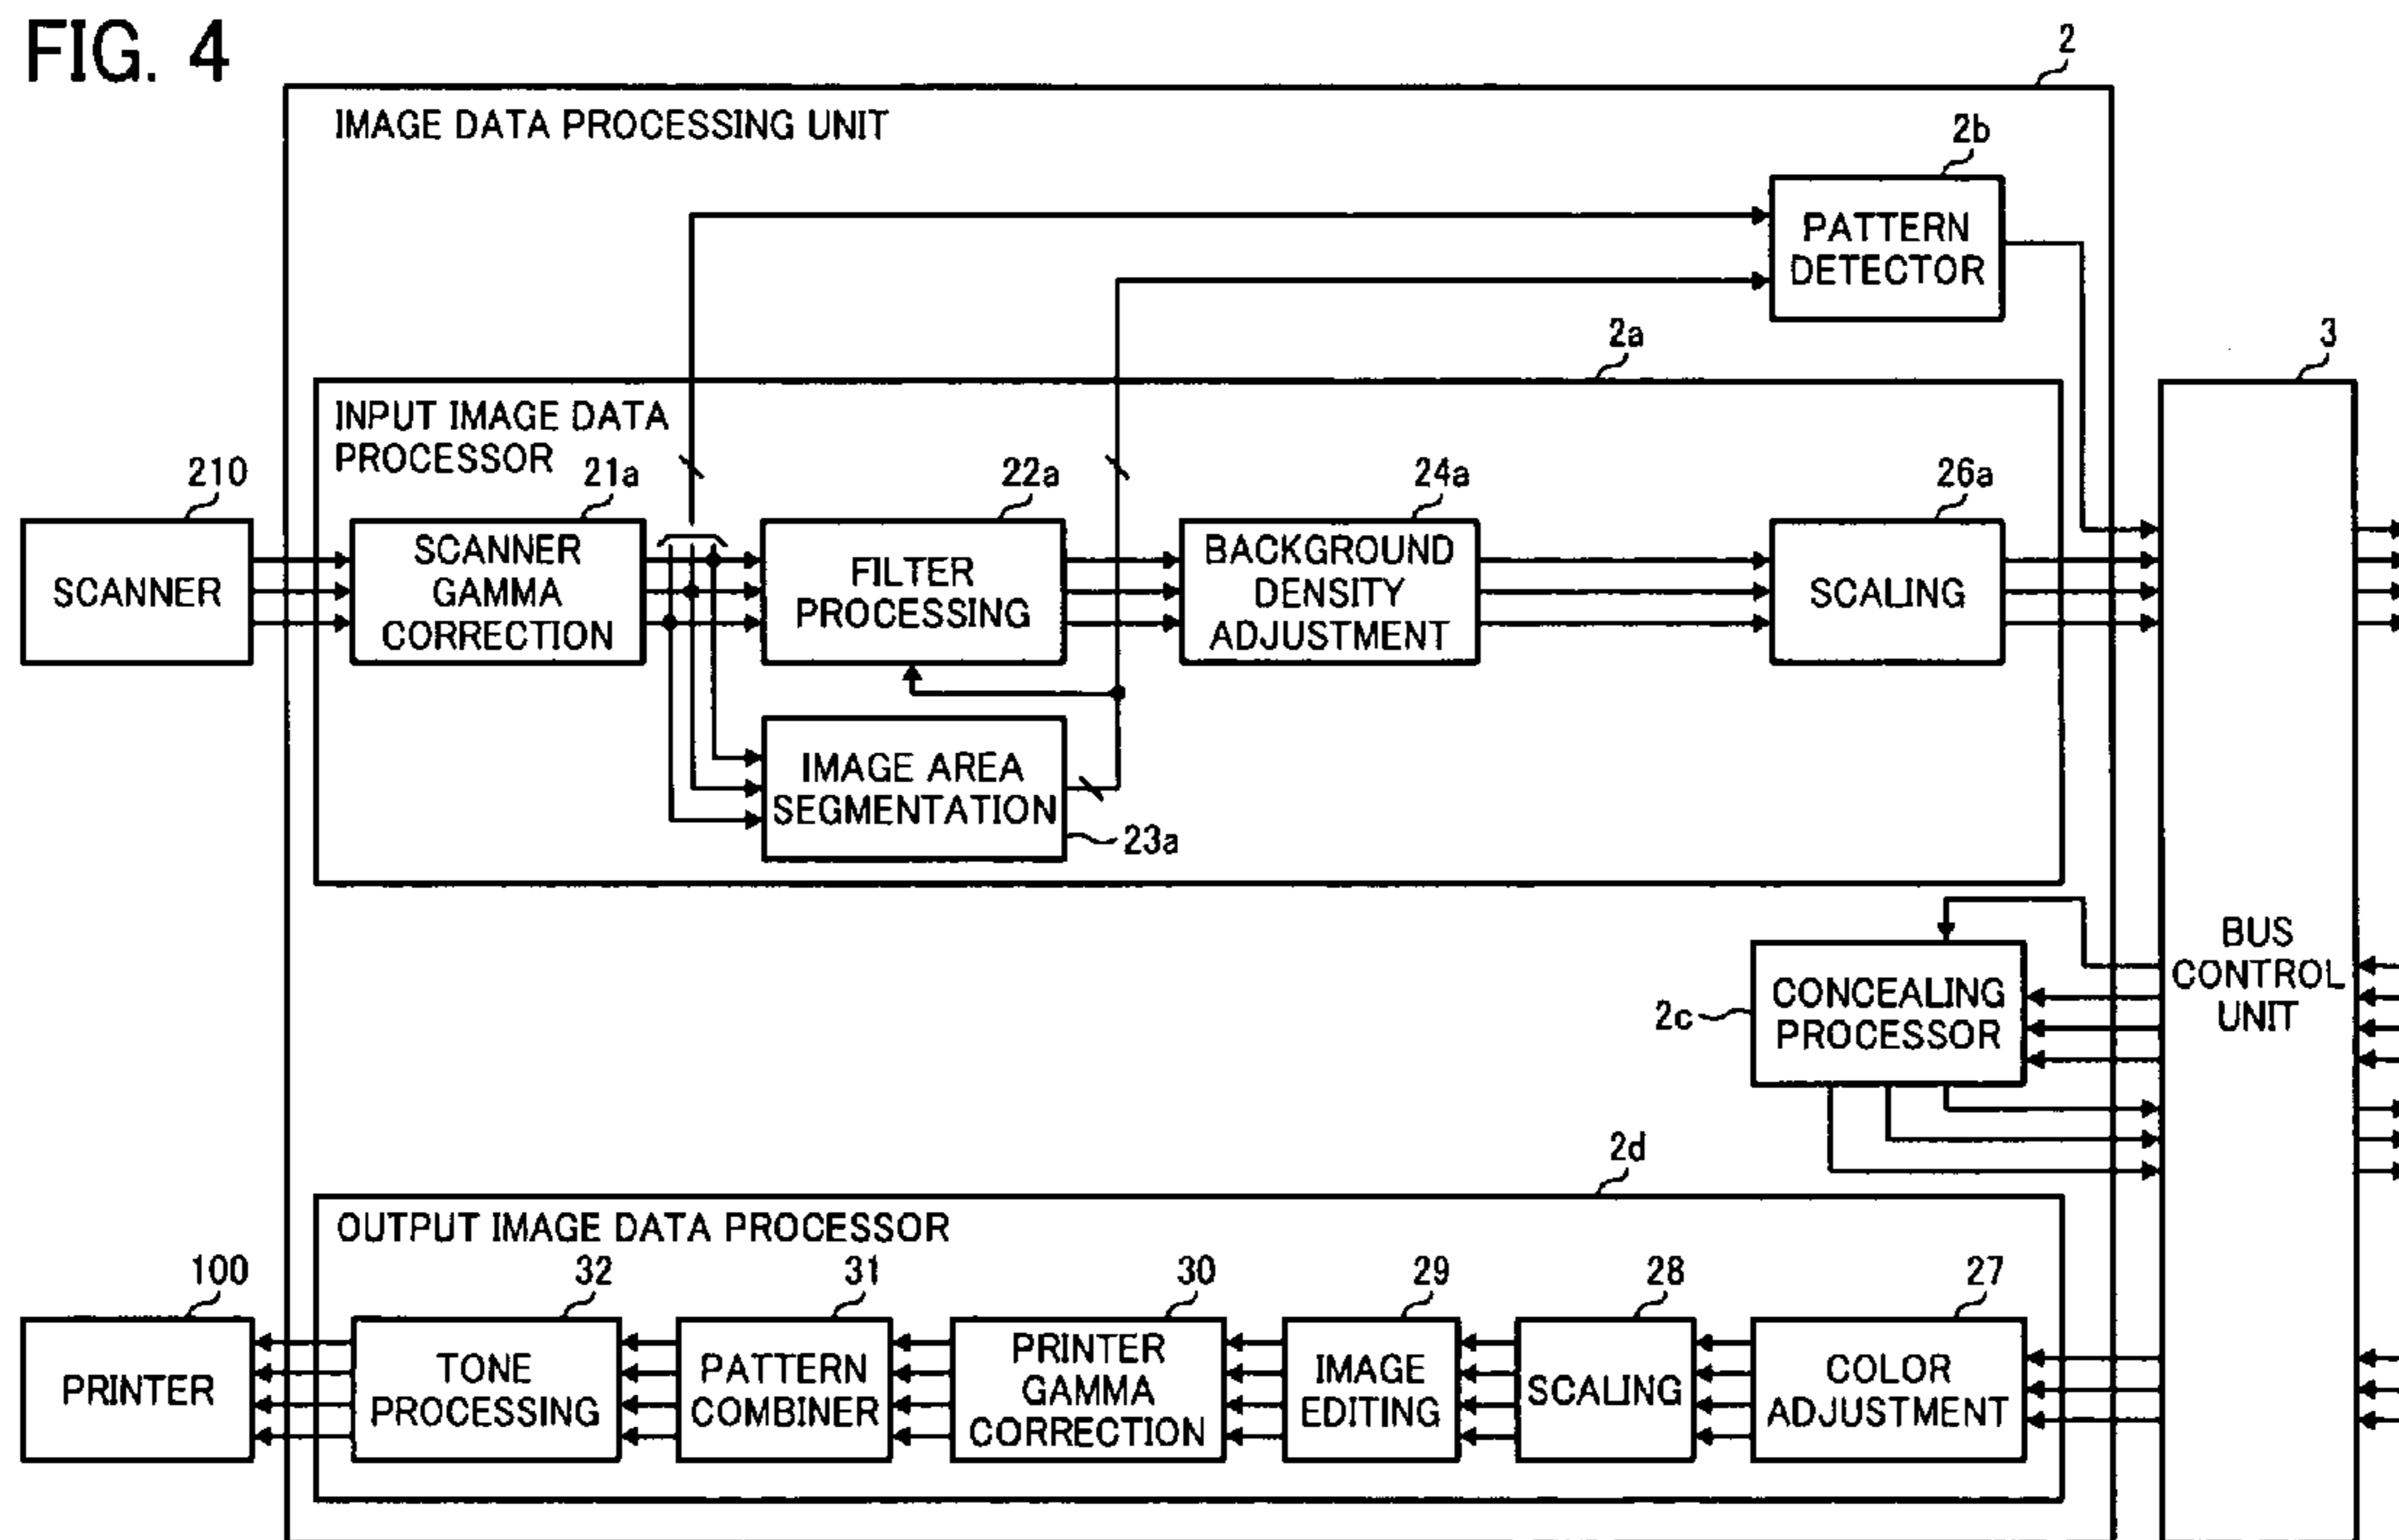 FIG. 4
2
IMAGE DATA PROCESSING UNIT
2b
PATTERN
DETECTOR
2a
3
INPUT IMAGE DATA
PROCESSOR
210
21a
22a
24a
26a
SCANNER
SCANNER
GAMMA
CORRECTION
FILTER
PROCESSING
BACKGROUND
DENSITY
ADJUSTMENT
SCALING
IMAGE AREA
SEGMENTATION
23a
BUS
CONTROL
UNIT
2c
CONCEALING
PROCESSOR
2d
OUTPUT IMAGE DATA PROCESSOR
100
32
31
30
29
28
27
PRINTER
TONE
PROCESSING
PATTERN
COMBINER
PRINTER
GAMMA
CORRECTION
IMAGE
EDITING
SCALING
COLOR
ADJUSTMENT